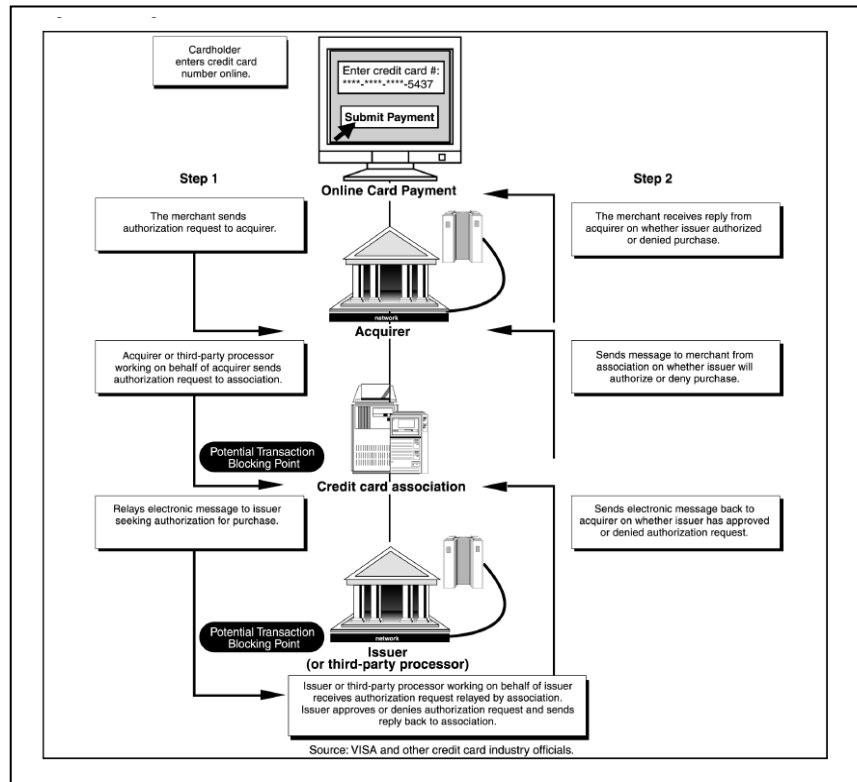 Cardholder
enters credit card
number online.
Enter credit card #:
****-****-****-5437
Submit Payment
Step 1
Online Card Payment
Step 2
The merchant sends
authorization request to acquirer.
The merchant receives reply from
acquirer on whether issuer authorized
or denied purchase.
network
Acquirer
Acquirer or third-party processor
working on behalf of acquirer sends
authorization request to association.
Sends message to merchant from
association on whether issuer will
authorize or deny purchase.
Potential Transaction
Blocking Point
Credit card association
Relays electronic message to issuer
seeking authorization for purchase.
Sends electronic message back to
acquirer on whether issuer has approved
or denied authorization request.
Potential Transaction
Blocking Point
network
Issuer
(or third-party processor)
Issuer or third-party processor working on behalf of issuer
receives authorization request relayed by association.
Issuer approves or denies authorization request and sends
reply back to association.
Source: VISA and other credit card industry officials.